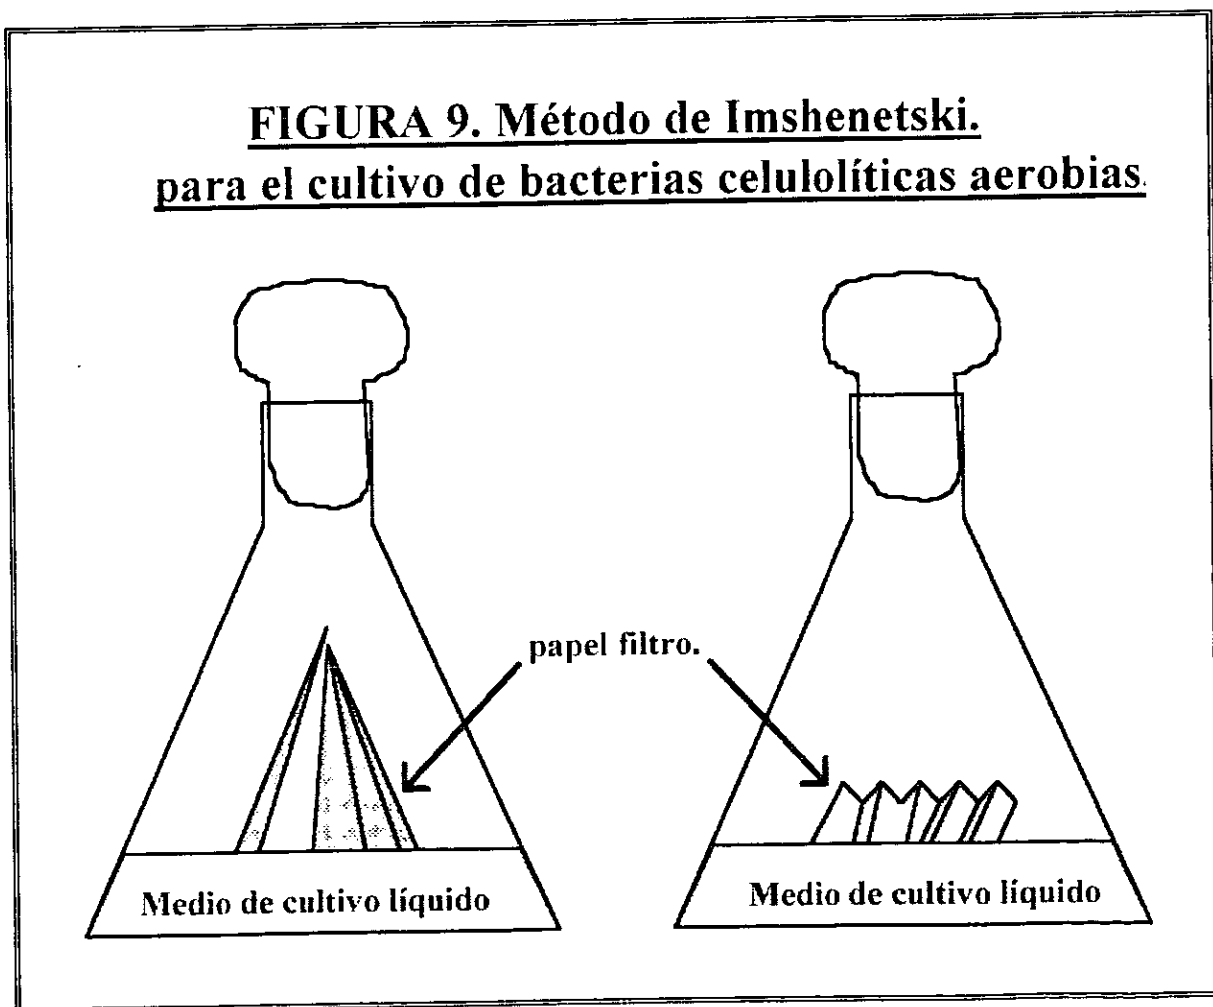 FIGURA 9. Método de Imshenetski.
para el cultivo de bacterias celulolíticas aerobias.
papel filtro.
Medio de cultivo líquido
Medio de cultivo líquido